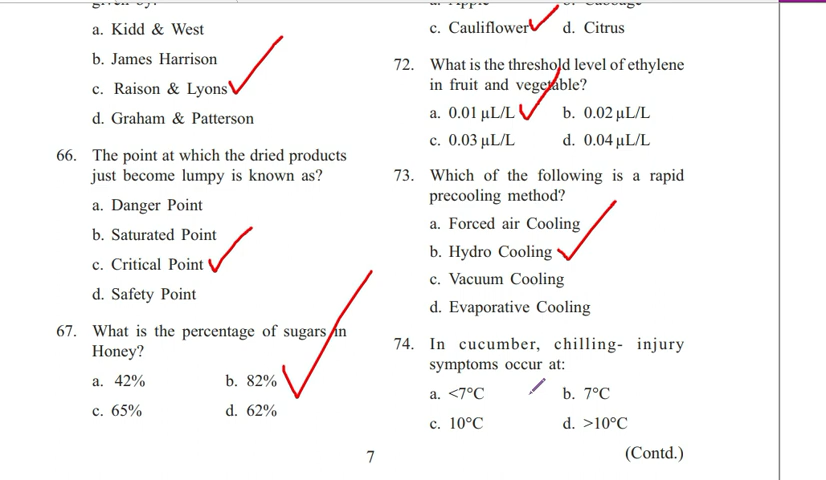 a. Kidd & West
b. James Harrison
c. Raison & Lyons
d. Graham & Patterson
66. The point at which the dried products
just become lumpy is known as?
a. Danger Point
b. Saturated Point
c. Critical Point
d. Safety Point
67. What is the percentage of sugars in
Honey?
a. 42% b. 82%
c. 65% d. 62%
c. Cauliflower d. Citrus
72. What is the threshold level of ethylene
in fruit and vegetable?
a. 0.01 µL/L b. 0.02 µL/L
c. 0.03 µL/L d. 0.04 µL/L
73. Which of the following is a rapid
precooling method?
a. Forced air Cooling
b. Hydro Cooling
c. Vacuum Cooling
d. Evaporative Cooling
74. In cucumber, chilling- injury
symptoms occur at:
a. <7°C b. 7°C
c. 10°C d. >10°C
7
(Contd.)